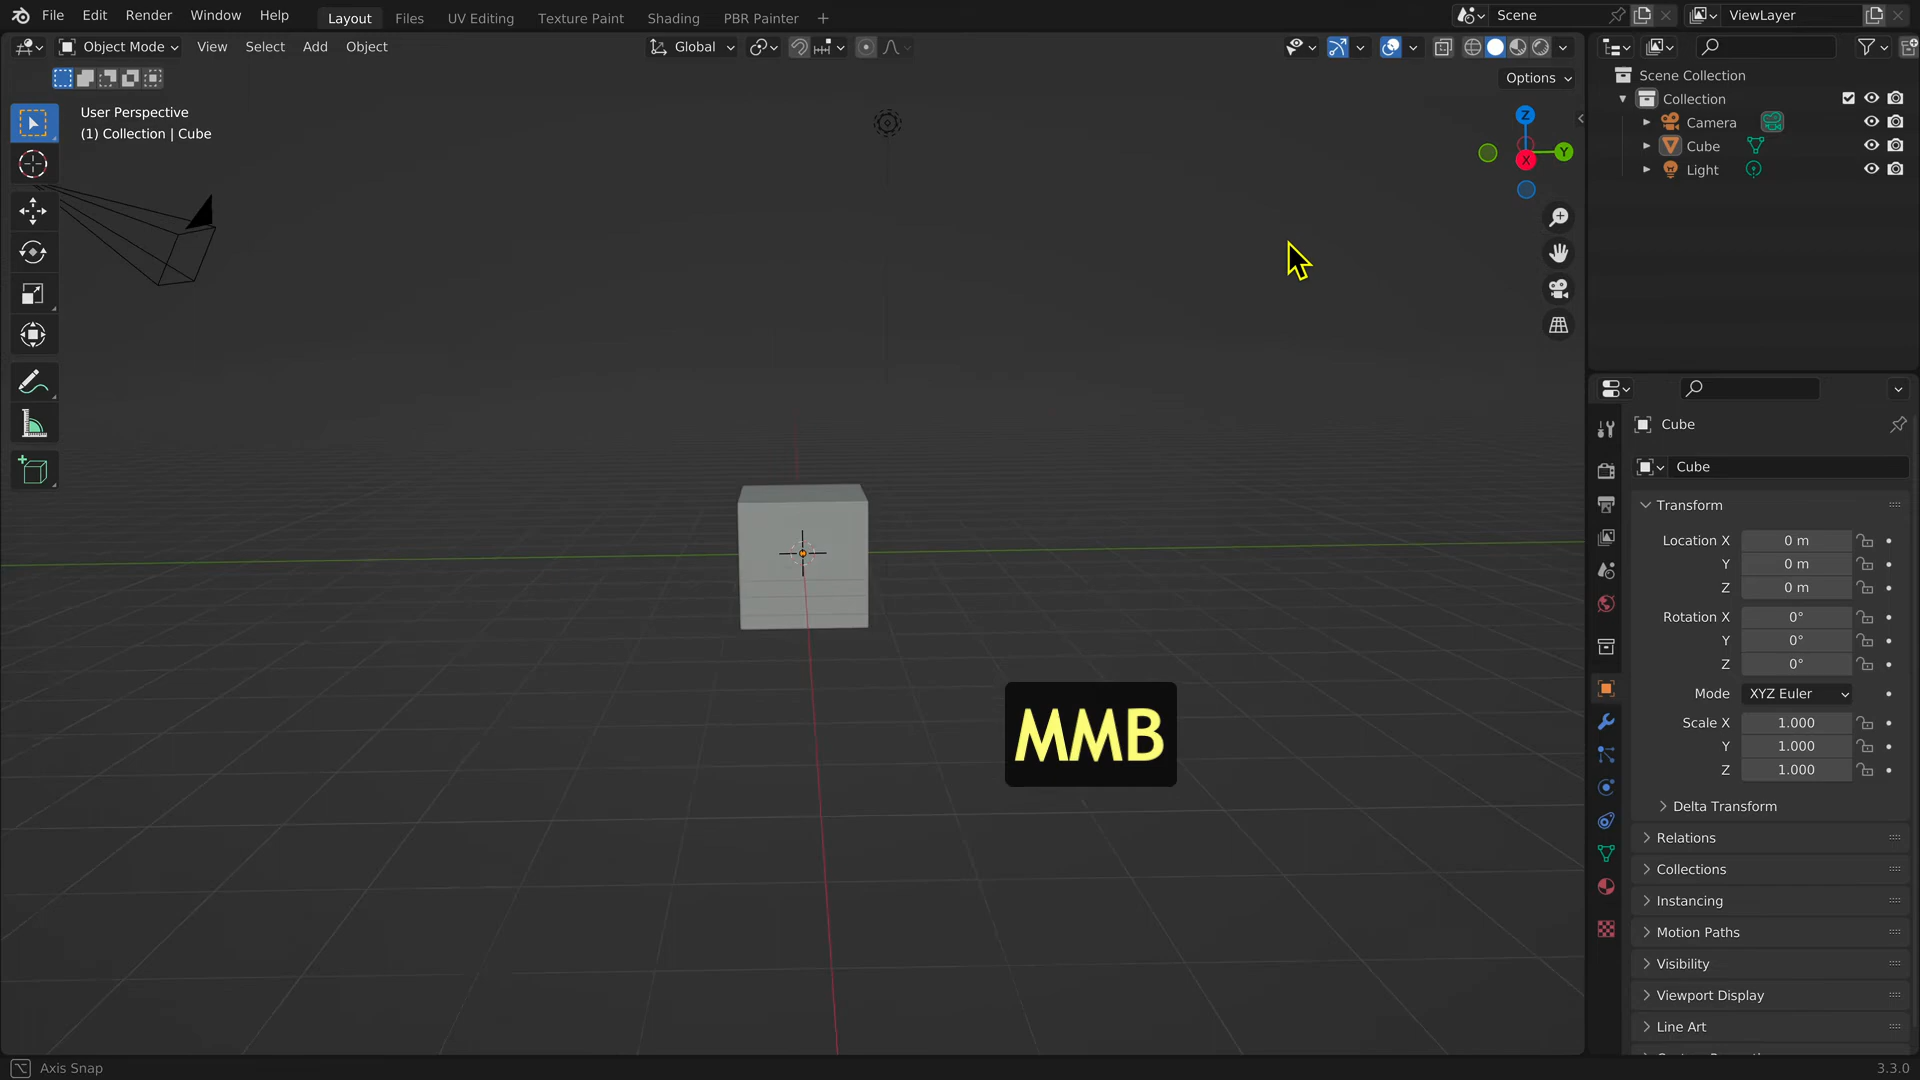 File Edit Render Window Help Layout Files UV Editing Texture Paint Shading PBR Painter + Scene ViewLayer
Object Mode View Select Add Object Global
Options
User Perspective
(1) Collection | Cube
Z
Y
X
Scene Collection
Collection
Camera
Cube
Light
Cube
Cube
Transform
Location X 0 m
Y 0 m
Z 0 m
Rotation X 0°
Y 0°
Z 0°
Mode XYZ Euler
Scale X 1.000
Y 1.000
Z 1.000
Delta Transform
Relations
Collections
Instancing
Motion Paths
Visibility
Viewport Display
Line Art
MMB
Axis Snap
3.3.0